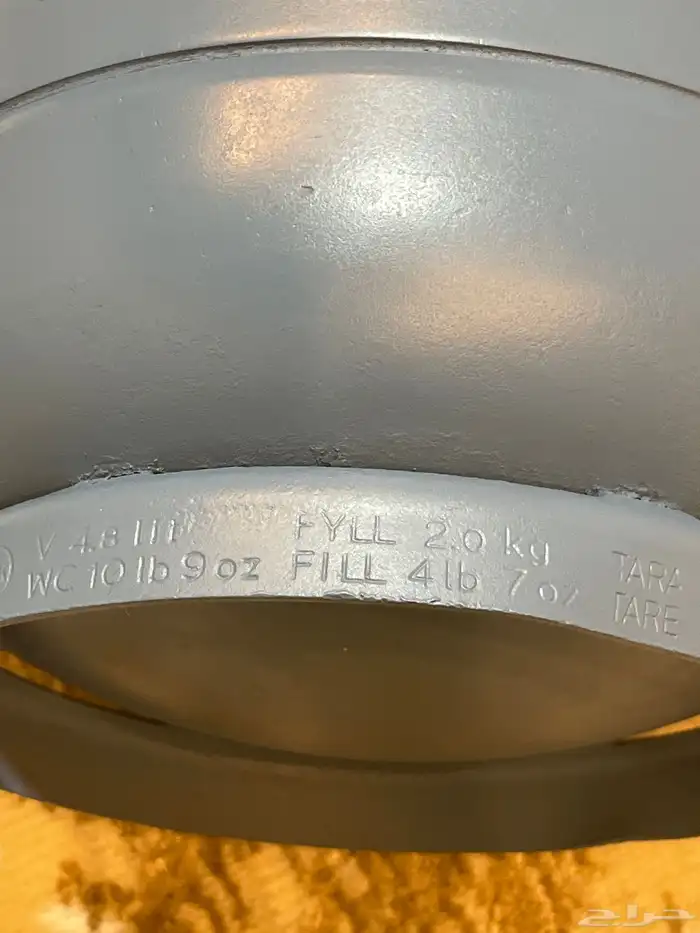 V 4.8 lit FYLL 2.0 kg TARA
WC 10 lb 9 oz FILL 4 lb 7 oz TARE
حراج